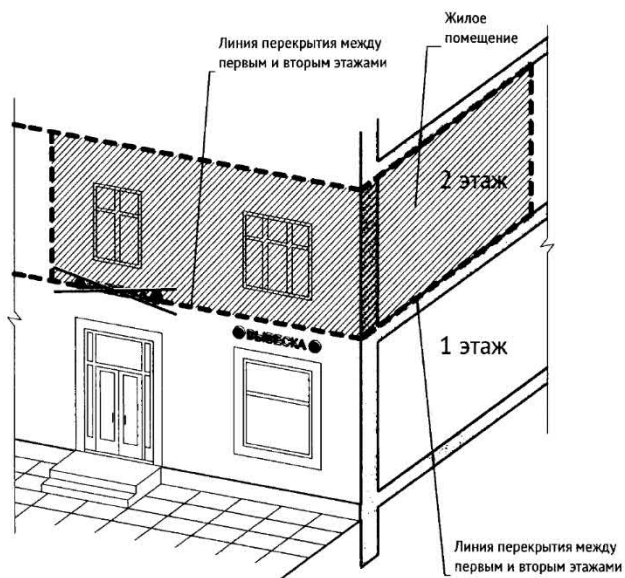 Жилое
помещение
Линия перекрытия между
первым и вторым этажами
2 этаж
ВЫВЕСКА
1 этаж
Линия перекрытия между
первым и вторым этажами